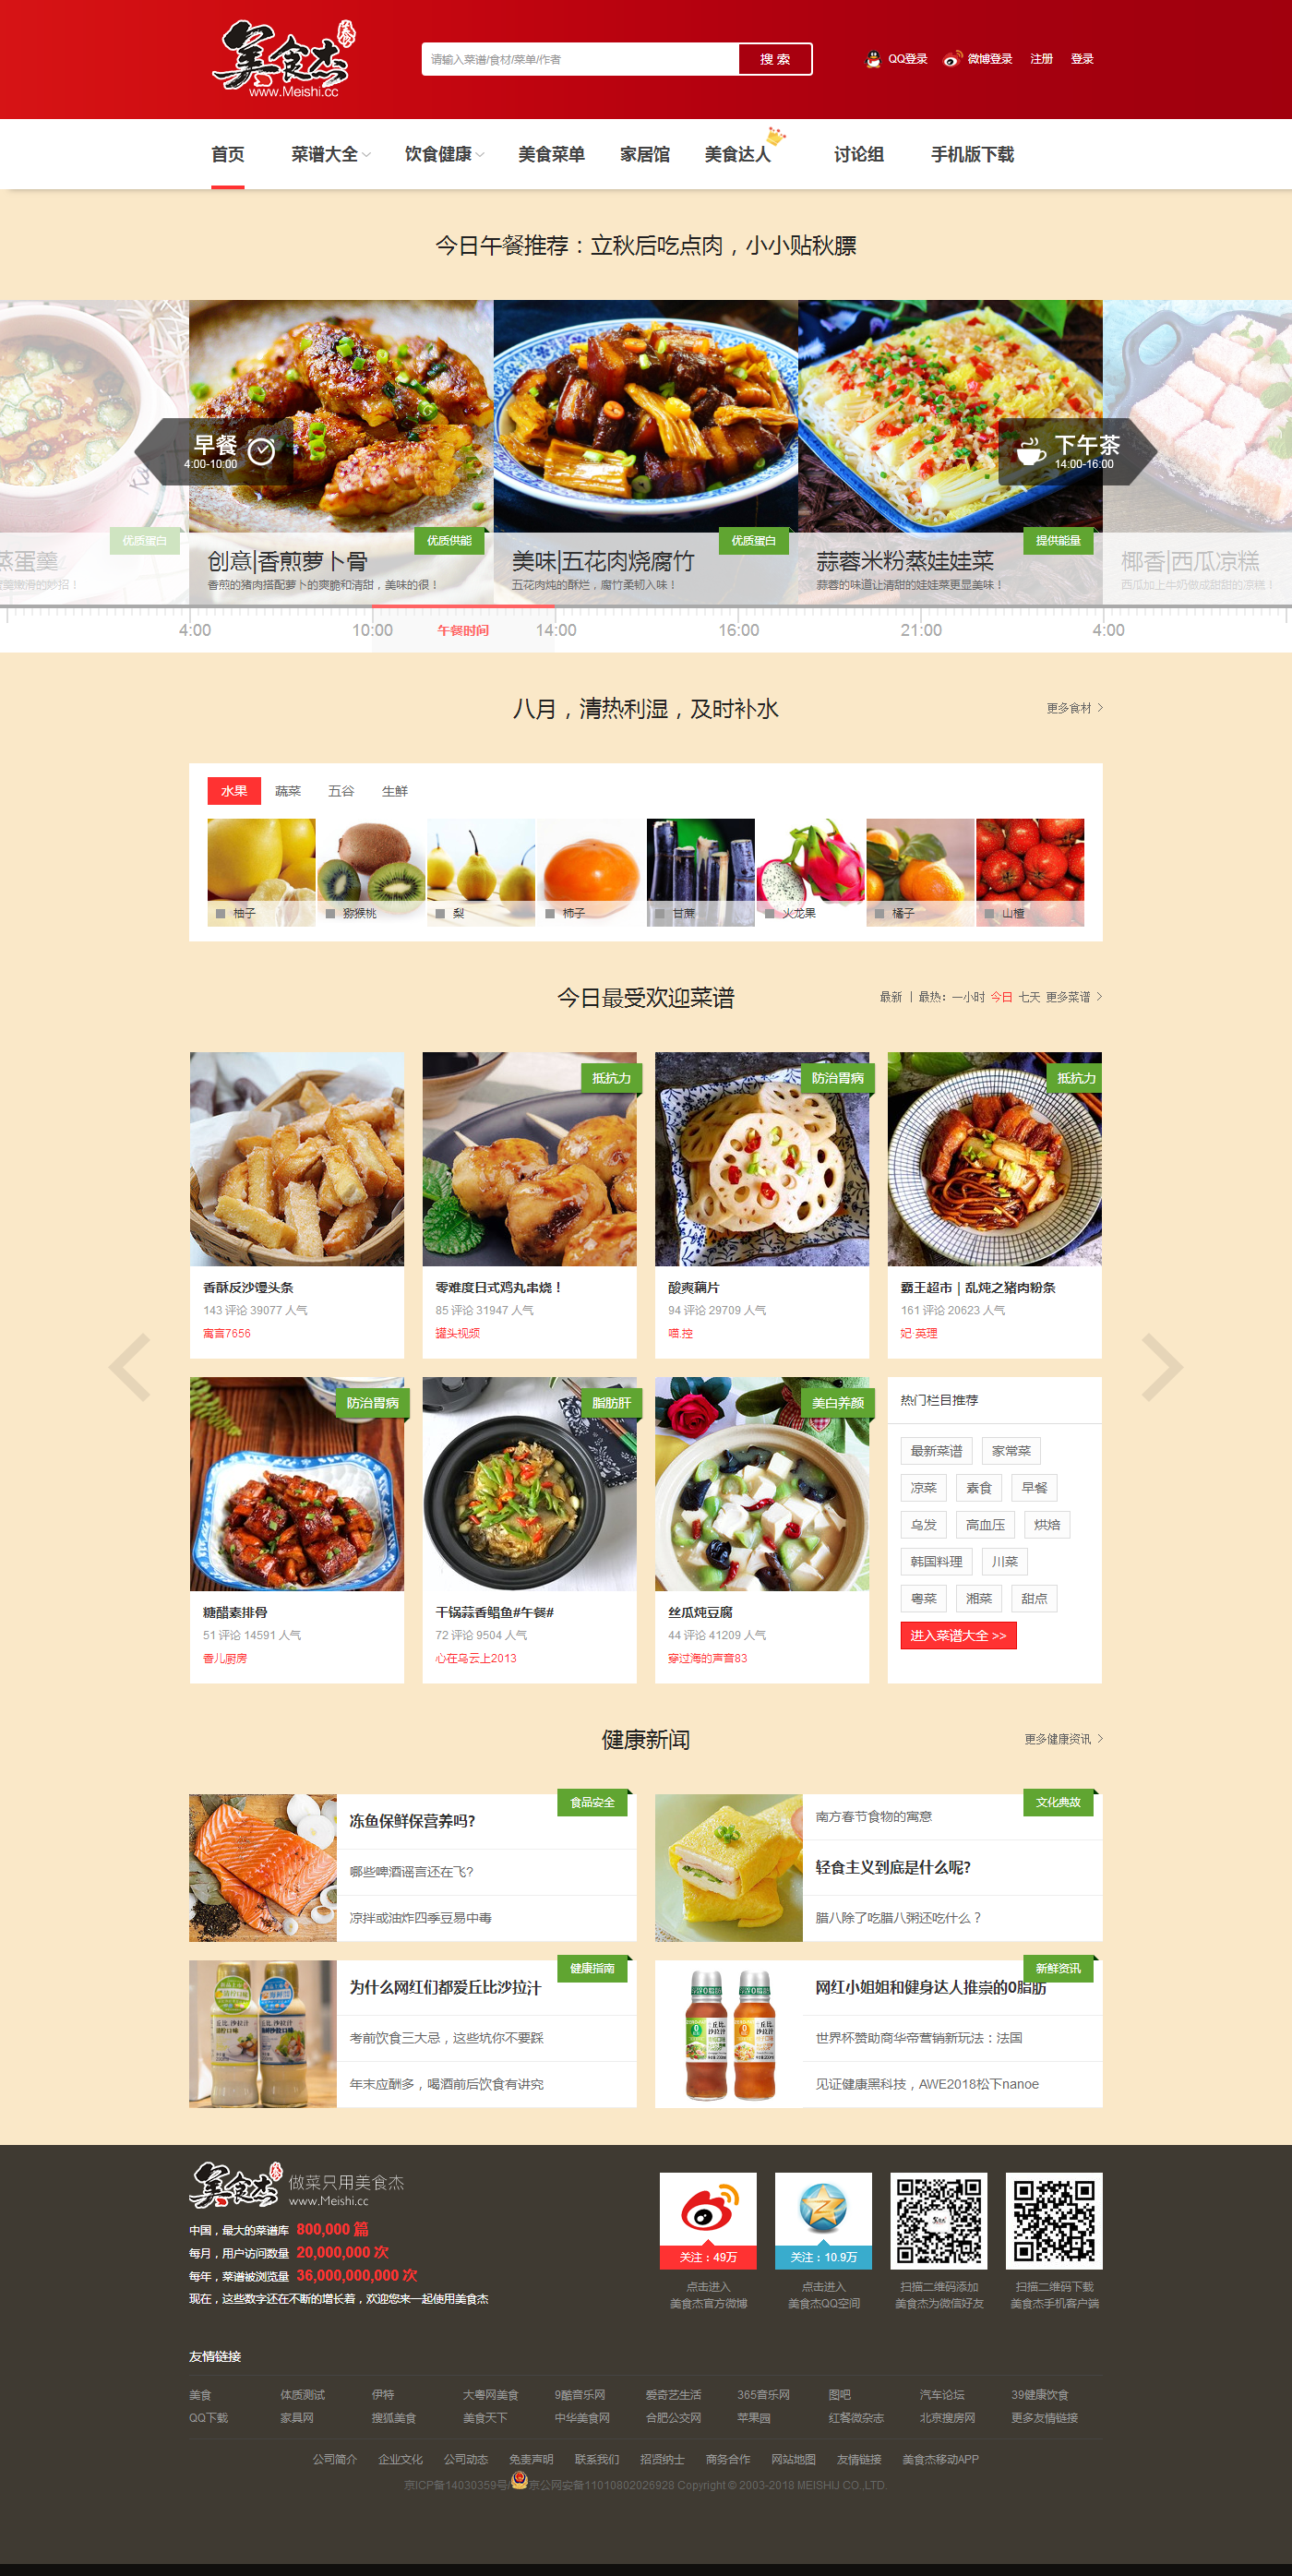 美食杰
www.Meishi.cc
请输入菜谱/食材/菜单/作者
搜 索
QQ登录 微博登录 注册 登录
首页 菜谱大全 饮食健康 美食菜单 家居馆 美食达人 讨论组 手机版下载
今日午餐推荐：立秋后吃点肉，小小贴秋膘
早餐
4:00-10:00
下午茶
14:00-16:00
优质蛋白 优质供能 优质蛋白 提供能量
蒸蛋羹 创意|香煎萝卜骨 美味|五花肉烧腐竹 蒜蓉米粉蒸娃娃菜 椰香|西瓜凉糕
嫩滑的妙招！ 香煎的猪肉搭配萝卜的爽脆和清甜，美味的很！ 五花肉炖的酥烂，腐竹柔韧入味！ 蒜蓉的味道让清甜的娃娃菜更显美味！ 西瓜加上牛奶做成甜甜的凉糕！
4:00 10:00 午餐时间 14:00 16:00 21:00 4:00
八月，清热利湿，及时补水
更多食材
水果 蔬菜 五谷 生鲜
柚子 猕猴桃 梨 柿子 甘蔗 火龙果 橘子 山楂
今日最受欢迎菜谱
最新 | 最热：一小时 今日 七天 更多菜谱
抵抗力 防治胃病 抵抗力
香酥反沙馒头条 零难度日式鸡丸串烧！ 酸爽藕片 霸王超市｜乱炖之猪肉粉条
143 评论 39077 人气 85 评论 31947 人气 94 评论 29709 人气 161 评论 20623 人气
寓言7656 罐头视频 喵.控 妃·英理
防治胃病 脂肪肝 美白养颜
热门栏目推荐
最新菜谱 家常菜
凉菜 素食 早餐
乌发 高血压 烘焙
韩国料理 川菜
粤菜 湘菜 甜点
进入菜谱大全 >>
糖醋素排骨 干锅蒜香鲳鱼#午餐# 丝瓜炖豆腐
51 评论 14591 人气 72 评论 9504 人气 44 评论 41209 人气
香儿厨房 心在乌云上2013 穿过海的声音83
健康新闻
更多健康资讯
食品安全
冻鱼保鲜保营养吗?
哪些啤酒谣言还在飞?
凉拌或油炸四季豆易中毒
文化典故
南方春节食物的寓意
轻食主义到底是什么呢?
腊八除了吃腊八粥还吃什么？
健康指南
为什么网红们都爱丘比沙拉汁
考前饮食三大忌，这些坑你不要踩
年末应酬多，喝酒前后饮食有讲究
新鲜资讯
网红小姐姐和健身达人推崇的0脂肪
世界杯赞助商华帝营销新玩法：法国
见证健康黑科技，AWE2018松下nanoe
美食杰
做菜只用美食杰
www.Meishi.cc
中国，最大的菜谱库 800,000 篇
每月，用户访问数量 20,000,000 次
每年，菜谱被浏览量 36,000,000,000 次
现在，这些数字还在不断的增长着，欢迎您来一起使用美食杰
关注：49万 关注：10.9万
点击进入 点击进入 扫描二维码添加 扫描二维码下载
美食杰官方微博 美食杰QQ空间 美食杰为微信好友 美食杰手机客户端
友情链接
美食 体质测试 伊特 大粤网美食 9酷音乐网 爱奇艺生活 365音乐网 图吧 汽车论坛 39健康饮食
QQ下载 家具网 搜狐美食 美食天下 中华美食网 合肥公交网 苹果园 红餐微杂志 北京搜房网 更多友情链接
公司简介 企业文化 公司动态 免责声明 联系我们 招贤纳士 商务合作 网站地图 友情链接 美食杰移动APP
京ICP备14030359号 京公网安备11010802026928 Copyright © 2003-2018 MEISHIJ CO.,LTD.